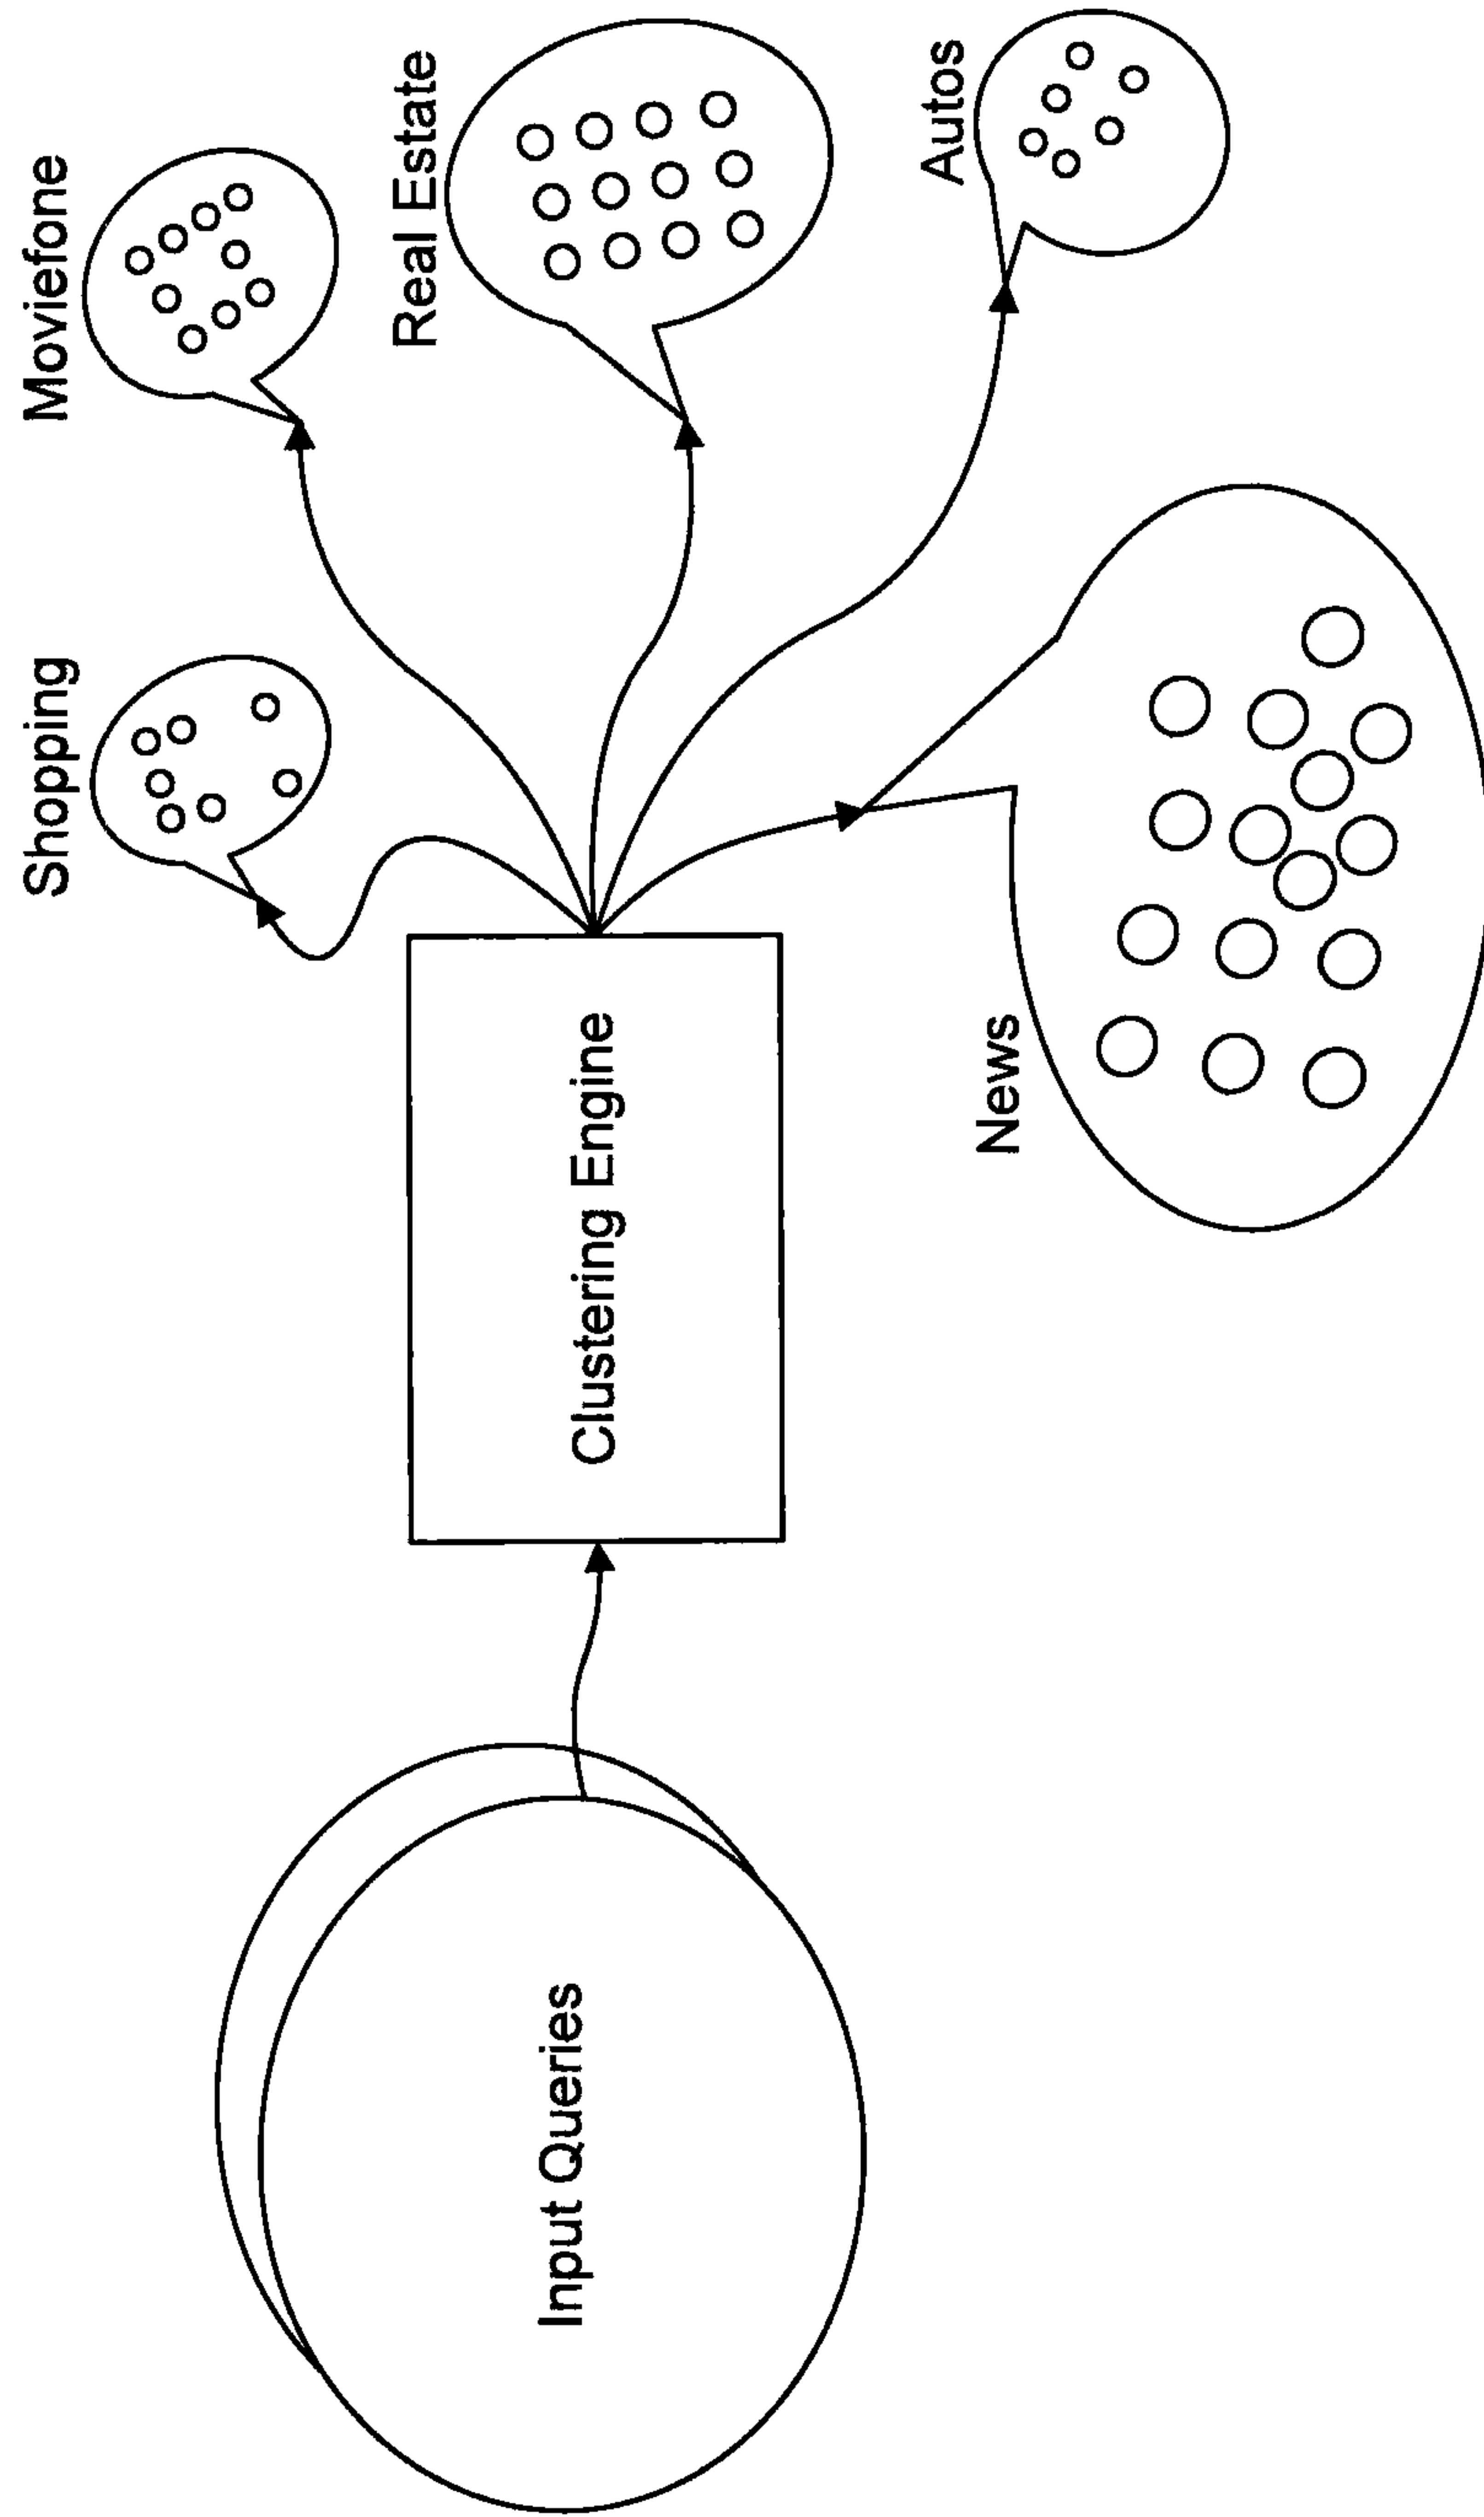 Shopping
Moviefone
Real Estate
Autos
Input Queries
Clustering Engine
News